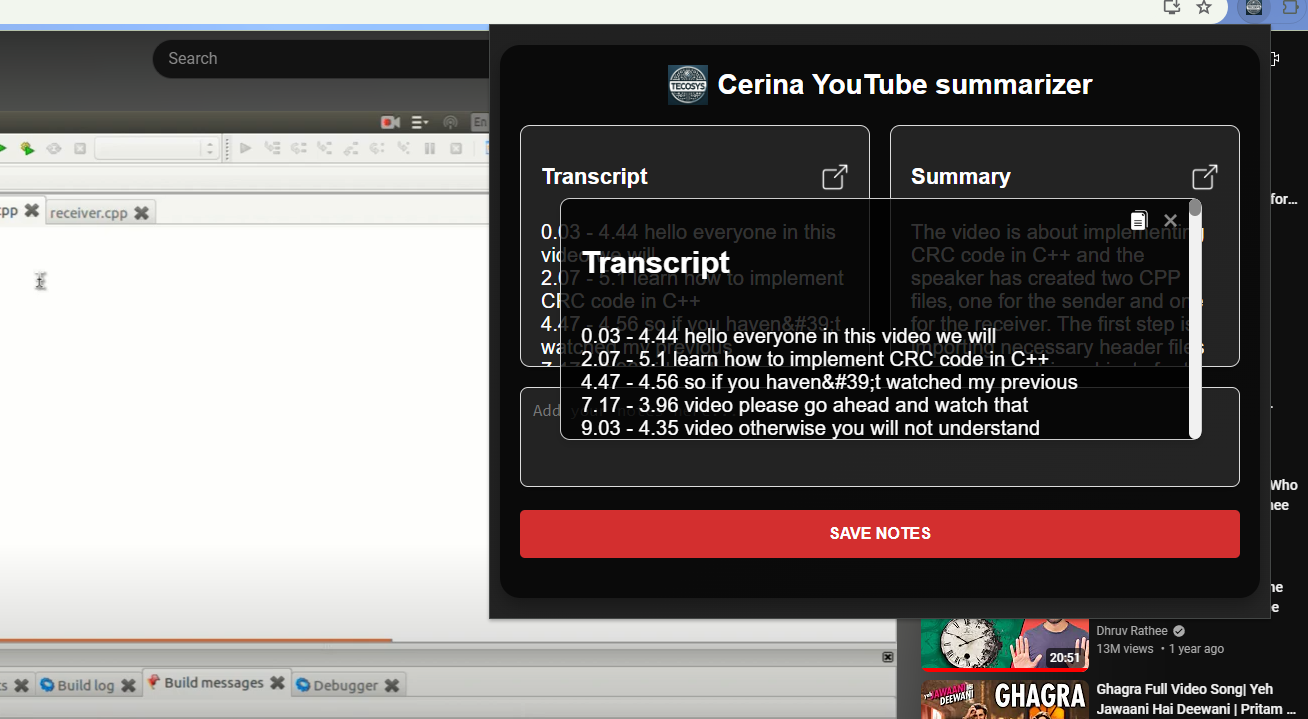 Search
En
pp
receiver.cpp
TECOSYS
Cerina YouTube summarizer
Transcript
0.03 - 4.44 hello everyone in this
video we will
2.07 - 5.1 learn how to implement
CRC code in C++
4.47 - 4.56 so if you haven&#39;t
watched my previous
Summary
The video is about implementing
CRC code in C++ and the
speaker has created two CPP
files, one for the sender and one
for the receiver. The first step is
importing necessary header files
Transcript
0.03 - 4.44 hello everyone in this video we will
2.07 - 5.1 learn how to implement CRC code in C++
4.47 - 4.56 so if you haven&#39;t watched my previous
7.17 - 3.96 video please go ahead and watch that
9.03 - 4.35 video otherwise you will not understand
Add
SAVE NOTES
for...
Who
nee
ne
e
Dhruv Rathee
13M views • 1 year ago
20:51
JAWAANI
DEEWANI
GHAGRA
Ghagra Full Video Song| Yeh
Jawaani Hai Deewani | Pritam ...
s
Build log
Build messages
Debugger